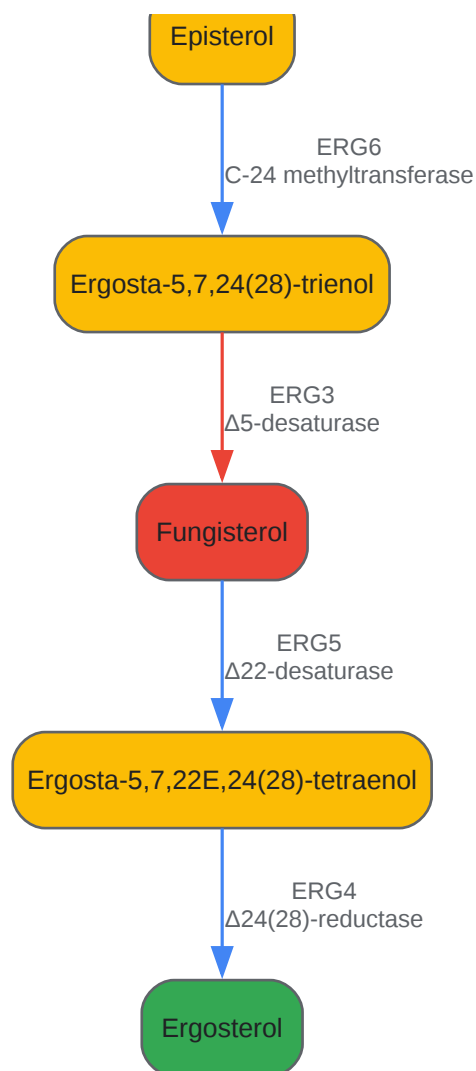 Episterol
ERG6
C-24 methyltransferase
Ergosta-5,7,24(28)-trienol
ERG3
Δ5-desaturase
Fungisterol
ERG5
Δ22-desaturase
Ergosta-5,7,22E,24(28)-tetraenol
ERG4
Δ24(28)-reductase
Ergosterol